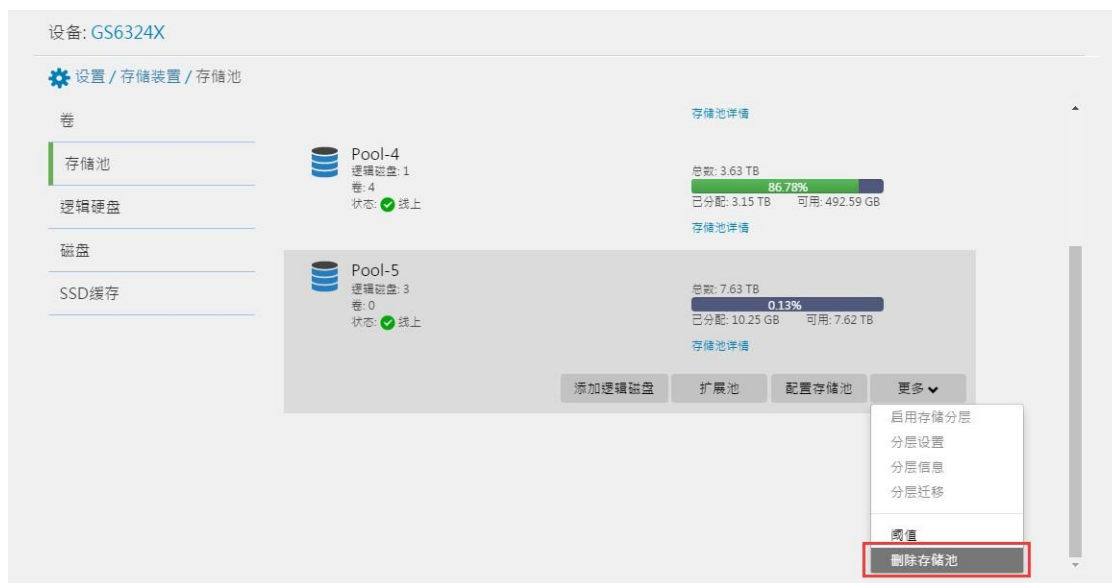 设备: GS6324X
设置 / 存储装置 / 存储池
卷
存储池
逻辑硬盘
磁盘
SSD缓存
存储池详情
Pool-4
逻辑磁盘: 1
卷: 4
状态: 线上
总数: 3.63 TB
86.78%
已分配: 3.15 TB 可用: 492.59 GB
存储池详情
Pool-5
逻辑磁盘: 3
卷: 0
状态: 线上
总数: 7.63 TB
0.13%
已分配: 10.25 GB 可用: 7.62 TB
存储池详情
添加逻辑磁盘 扩展池 配置存储池 更多
启用存储分层
分层设置
分层信息
分层迁移
阈值
删除存储池